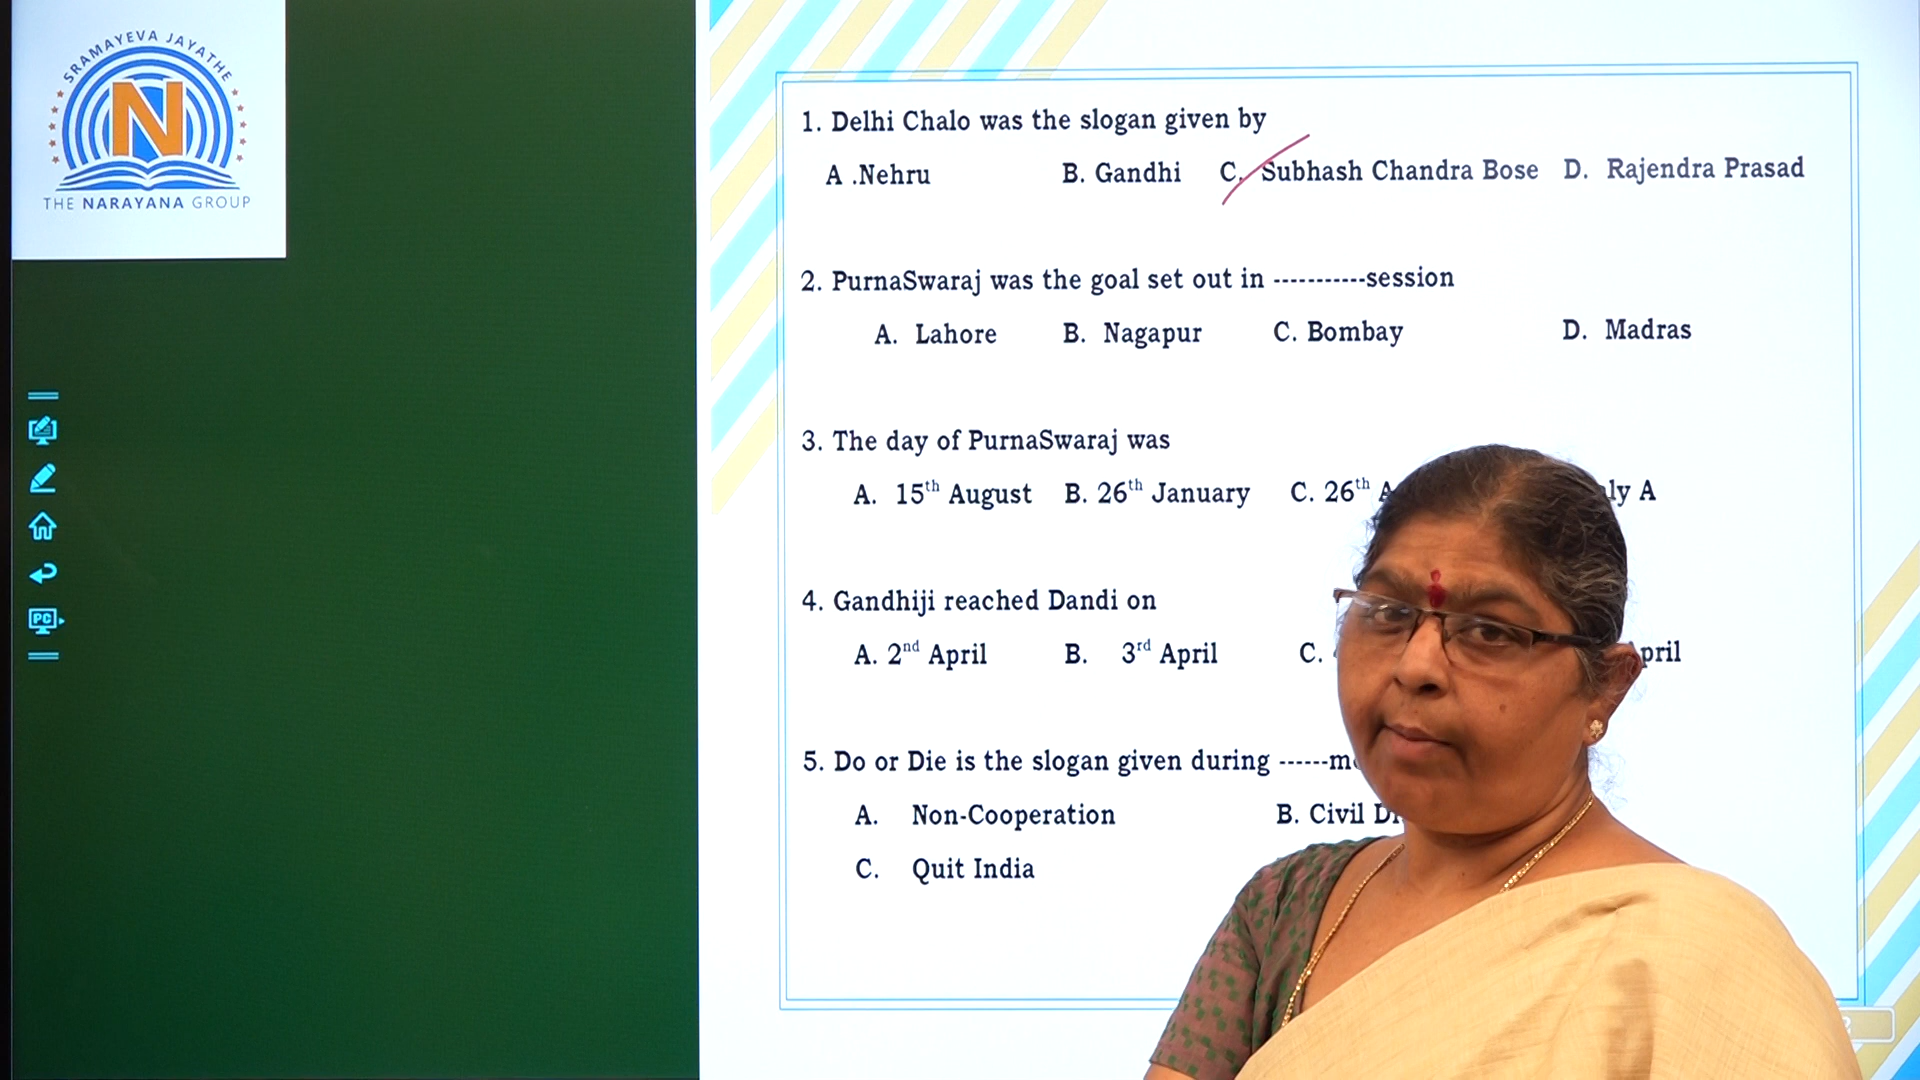 SRAMAYEVA JAYATHE
N
THE NARAYANA GROUP
PC
1. Delhi Chalo was the slogan given by
A .Nehru B. Gandhi C. Subhash Chandra Bose D. Rajendra Prasad
2. PurnaSwaraj was the goal set out in -----------session
A. Lahore B. Nagapur C. Bombay D. Madras
3. The day of PurnaSwaraj was
A. 15th August B. 26th January C. 26th A
4. Gandhiji reached Dandi on
A. 2nd April B. 3rd April C.
5. Do or Die is the slogan given during ------
A. Non-Cooperation B. Civil
C. Quit India